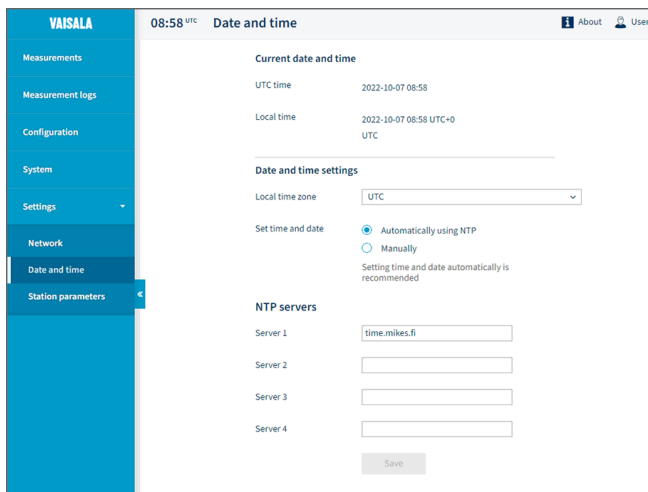 VAISALA
08:58 UTC Date and time
About
User
Measurements
Measurement logs
Configuration
System
Settings
Network
Date and time
Station parameters
Current date and time
UTC time
2022-10-07 08:58
Local time
2022-10-07 08:58 UTC+0
UTC
Date and time settings
Local time zone
UTC
Set time and date
Automatically using NTP
Manually
Setting time and date automatically is
recommended
NTP servers
Server 1
time.mikes.fi
Server 2
Server 3
Server 4
Save